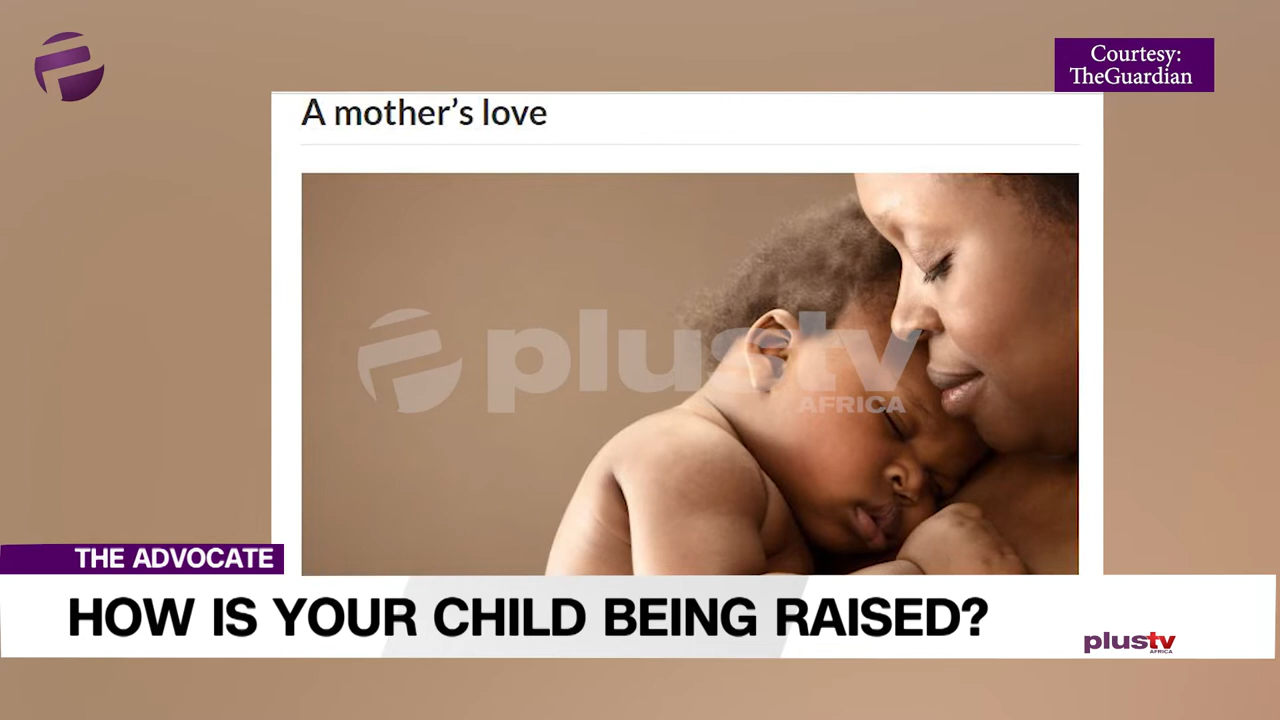 Courtesy:
TheGuardian
A mother's love
plustv
AFRICA
THE ADVOCATE
HOW IS YOUR CHILD BEING RAISED?
plustv
AFRICA